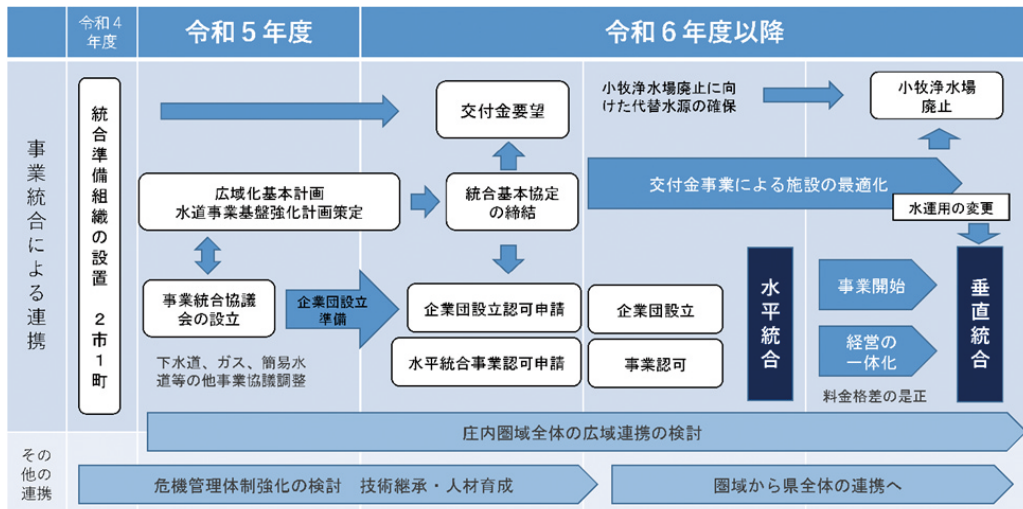 令和４
年度
令和５年度
令和６年度以降
事業統合による連携
統合準備組織の設置　２市１町
交付金要望
小牧浄水場廃止に向
けた代替水源の確保
小牧浄水場
廃止
広域化基本計画
水道事業基盤強化計画策定
統合基本協定
の締結
交付金事業による施設の最適化
水運用の変更
事業統合協議
会の設立
企業団設立
準備
企業団設立認可申請
企業団設立
水平統合
事業開始
垂直統合
下水道、ガス、簡易水
道等の他事業協議調整
水平統合事業認可申請
事業認可
経営の
一体化
料金格差の是正
庄内圏域全体の広域連携の検討
その
他の
連携
危機管理体制強化の検討　技術継承・人材育成
圏域から県全体の連携へ